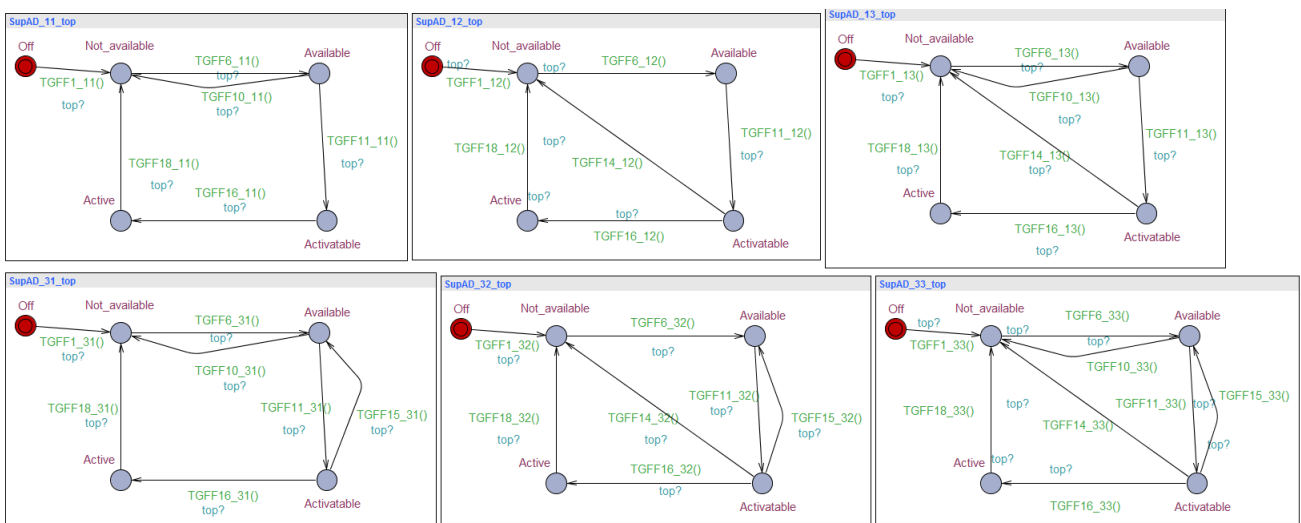 SupAD_11_top
Off
Not_available
Available
TGFF6_11()
top?
TGFF1_11()
top?
TGFF10_11()
top?
TGFF11_11()
top?
TGFF18_11()
top?
TGFF16_11()
top?
Active
Activatable
SupAD_12_top
Off
Not_available
Available
top?
top?
TGFF6_12()
TGFF1_12()
TGFF11_12()
top?
top?
TGFF18_12()
TGFF14_12()
top?
Active
top?
top?
TGFF16_12()
Activatable
SupAD_13_top
Off
Not_available
Available
TGFF6_13()
top?
TGFF1_13()
top?
TGFF10_13()
top?
TGFF11_13()
top?
TGFF18_13()
top?
TGFF14_13()
top?
Active
TGFF16_13()
top?
Activatable
SupAD_31_top
Off
Not_available
Available
TGFF6_31()
top?
TGFF1_31()
top?
TGFF10_31()
top?
TGFF18_31()
top?
TGFF11_31()
top?
TGFF15_31()
top?
Active
TGFF16_31()
top?
Activatable
SupAD_32_top
Off
Not_available
Available
TGFF6_32()
top?
TGFF1_32()
top?
TGFF11_32()
top?
TGFF18_32()
top?
TGFF14_32()
top?
TGFF15_32()
top?
Active
TGFF16_32()
top?
Activatable
SupAD_33_top
Off
Not_available
Available
top?
top?
TGFF6_33()
top?
TGFF1_33()
TGFF10_33()
TGFF18_33()
top?
TGFF11_33()
top?
TGFF15_33()
TGFF14_33()
top?
Active
top?
top?
TGFF16_33()
Activatable